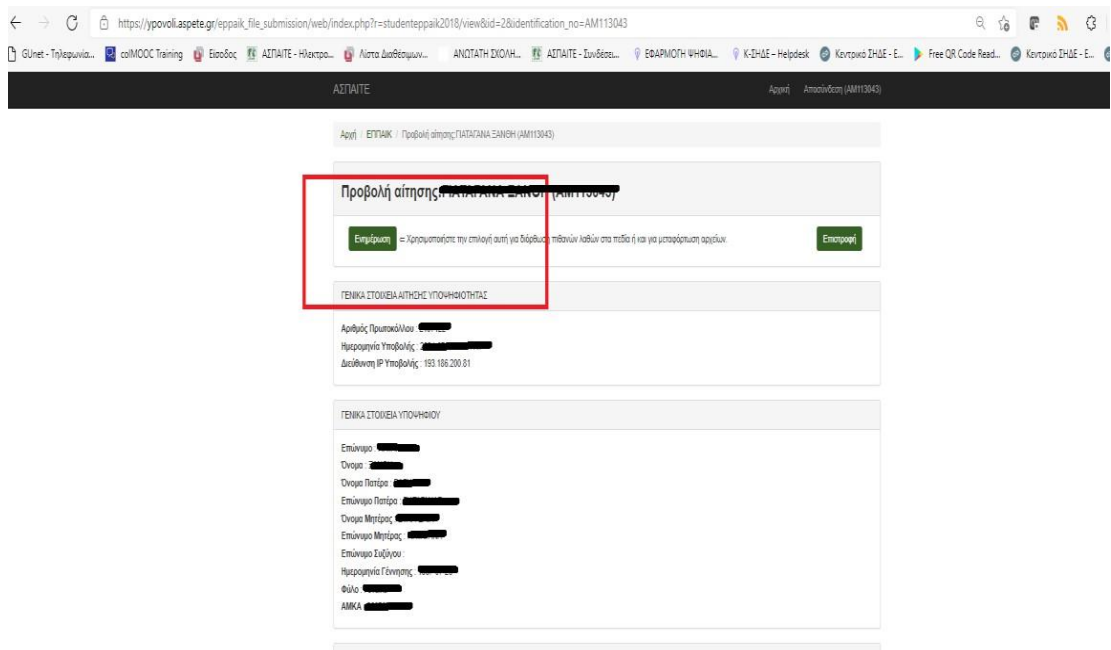 https://ypovoli.aspete.gr/eppaik_file_submission/web/index.php?r=studenteppaik2018/view&id=2&identification_no=AM113043
GUnet - Τηλεφωνία... colMOOC Training Είσοδος ΑΣΠΑΙΤΕ - Ηλεκτρο... Λίστα Διαθέσιμων... ΑΝΩΤΑΤΗ ΣΧΟΛΗ... ΑΣΠΑΙΤΕ - Συνδέσει... ΕΦΑΡΜΟΓΗ ΨΗΦΙΑ... Κ-ΣΗΔΕ – Helpdesk Κεντρικό ΣΗΔΕ - Ε... Free QR Code Read... Κεντρικό ΣΗΔΕ - Ε...
ΑΣΠΑΙΤΕ Αρχική Αποσύνδεση (AM113043)
Αρχή / ΕΠΠΑΙΚ / Προβολή αίτησης:ΓΙΑΤΑΓΑΝΑ ΞΑΝΘΗ (AM113043)
Προβολή αίτησης:
Ενημέρωση = Χρησιμοποιήστε την επιλογή αυτή για διόρθωση πιθανών λαθών στα πεδία ή και για μεταφόρτωση αρχείων. Επιστροφή
ΓΕΝΙΚΑ ΣΤΟΙΧΕΙΑ ΑΙΤΗΣΗΣ ΥΠΟΨΗΦΙΟΤΗΤΑΣ
Αριθμός Πρωτοκόλλου :
Ημερομηνία Υποβολής :
Διεύθυνση IP Υποβολής : 193.186.200.81
ΓΕΝΙΚΑ ΣΤΟΙΧΕΙΑ ΥΠΟΨΗΦΙΟΥ
Επώνυμο :
Όνομα :
Όνομα Πατέρα :
Επώνυμο Πατέρα :
Όνομα Μητέρας
Επώνυμο Μητέρας :
Επώνυμο Συζύγου :
Ημερομηνία Γέννησης :
Φύλο :
ΑΜΚΑ